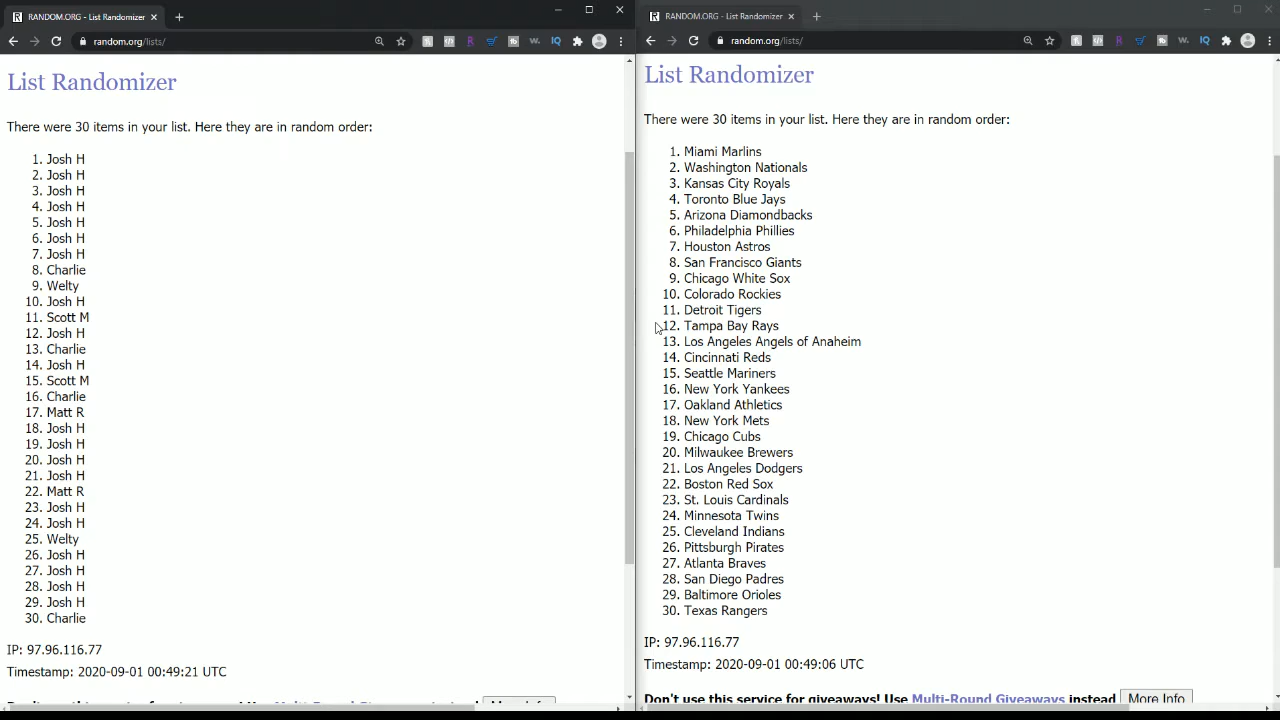 RANDOM.ORG - List Randomizer
random.org/lists/
List Randomizer
There were 30 items in your list. Here they are in random order:
1. Josh H
2. Josh H
3. Josh H
4. Josh H
5. Josh H
6. Josh H
7. Josh H
8. Charlie
9. Welty
10. Josh H
11. Scott M
12. Josh H
13. Charlie
14. Josh H
15. Scott M
16. Charlie
17. Matt R
18. Josh H
19. Josh H
20. Josh H
21. Josh H
22. Matt R
23. Josh H
24. Josh H
25. Welty
26. Josh H
27. Josh H
28. Josh H
29. Josh H
30. Charlie
IP: 97.96.116.77
Timestamp: 2020-09-01 00:49:21 UTC
RANDOM.ORG - List Randomizer
random.org/lists/
List Randomizer
There were 30 items in your list. Here they are in random order:
1. Miami Marlins
2. Washington Nationals
3. Kansas City Royals
4. Toronto Blue Jays
5. Arizona Diamondbacks
6. Philadelphia Phillies
7. Houston Astros
8. San Francisco Giants
9. Chicago White Sox
10. Colorado Rockies
11. Detroit Tigers
12. Tampa Bay Rays
13. Los Angeles Angels of Anaheim
14. Cincinnati Reds
15. Seattle Mariners
16. New York Yankees
17. Oakland Athletics
18. New York Mets
19. Chicago Cubs
20. Milwaukee Brewers
21. Los Angeles Dodgers
22. Boston Red Sox
23. St. Louis Cardinals
24. Minnesota Twins
25. Cleveland Indians
26. Pittsburgh Pirates
27. Atlanta Braves
28. San Diego Padres
29. Baltimore Orioles
30. Texas Rangers
IP: 97.96.116.77
Timestamp: 2020-09-01 00:49:06 UTC
Don't use this service for giveaways! Use Multi-Round Giveaways instead More Info